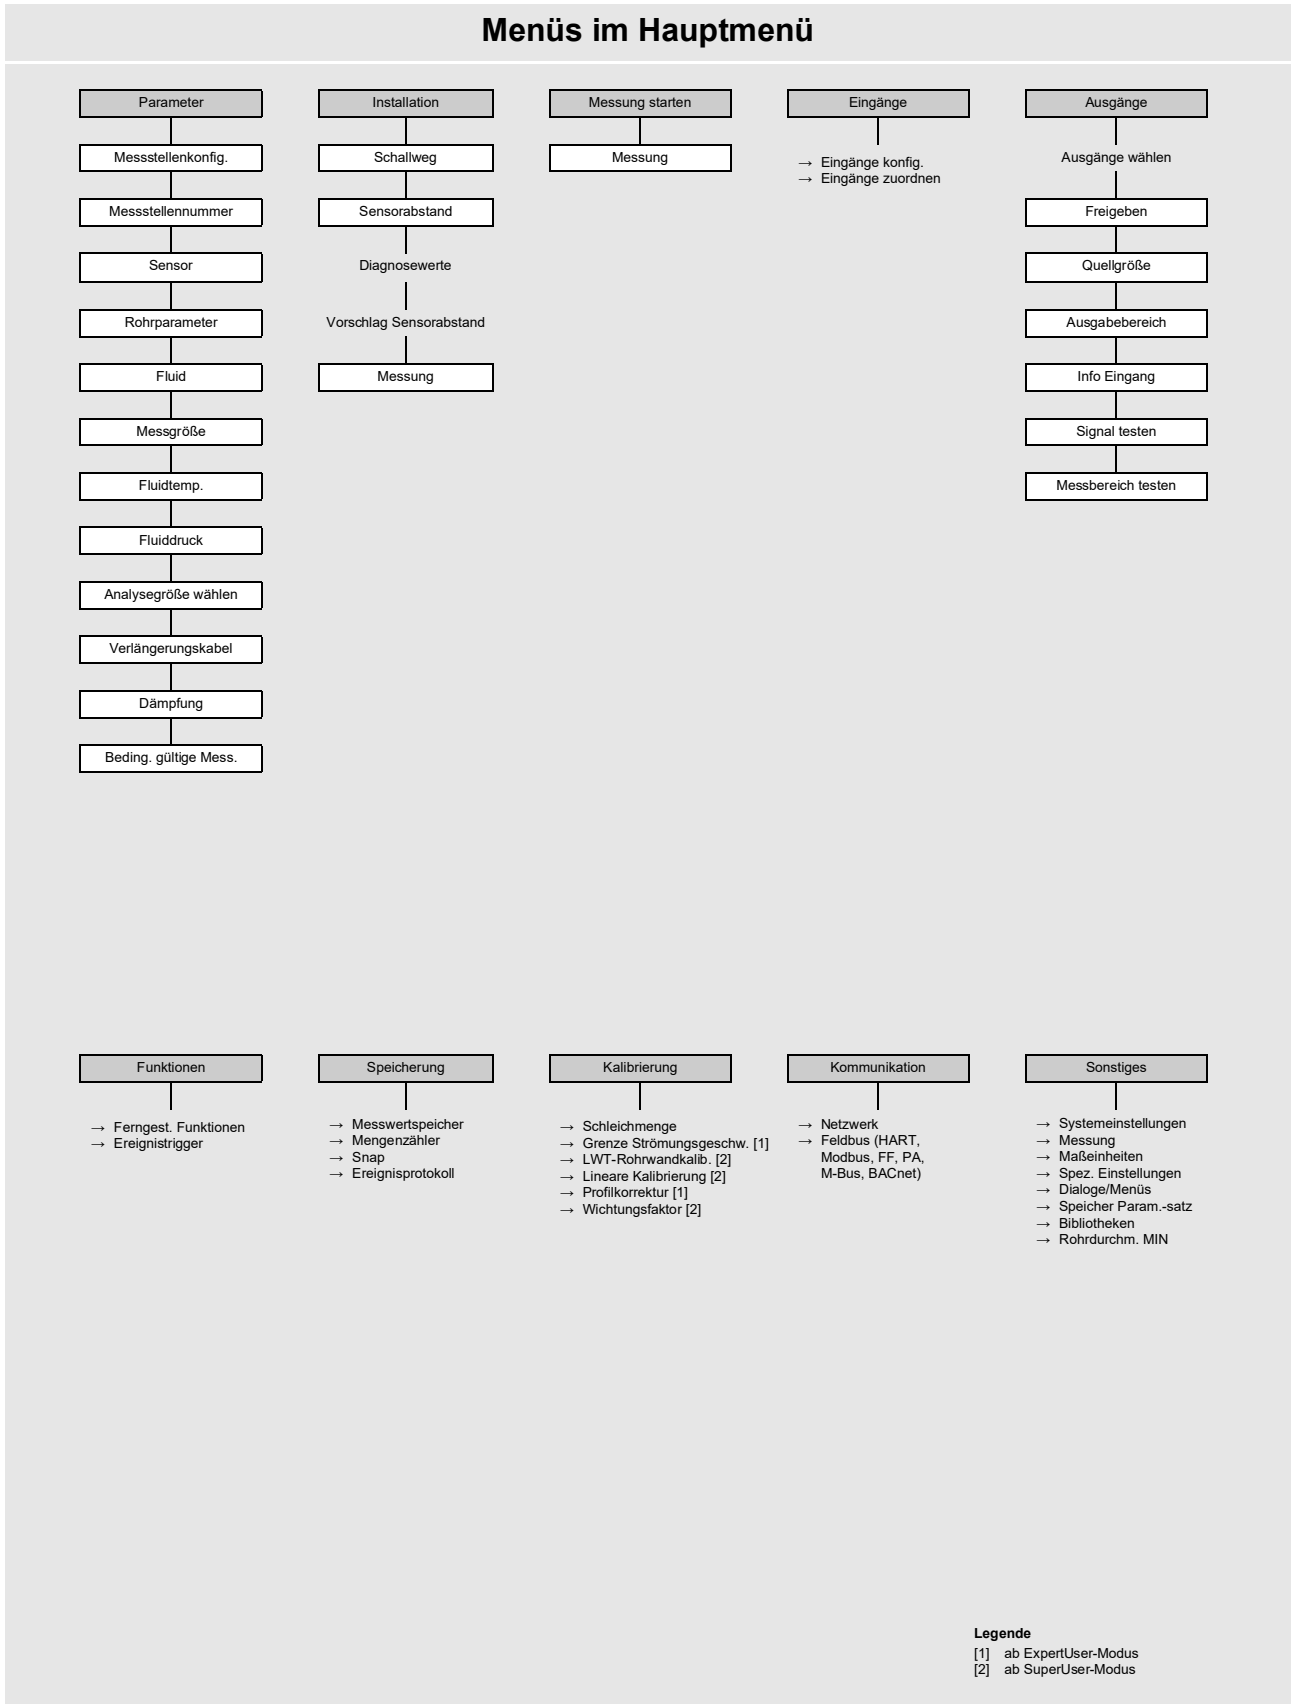 Menüs im Hauptmenü
Parameter
Messstellenkonfig.
Messstellennummer
Sensor
Rohrparameter
Fluid
Messgröße
Fluidtemp.
Fluiddruck
Analysegröße wählen
Verlängerungskabel
Dämpfung
Beding. gültige Mess.
Installation
Schallweg
Sensorabstand
Diagnosewerte
Vorschlag Sensorabstand
Messung
Messung starten
Messung
Eingänge
→ Eingänge konfig.
→ Eingänge zuordnen
Ausgänge
Ausgänge wählen
Freigeben
Quellgröße
Ausgabebereich
Info Eingang
Signal testen
Messbereich testen
Funktionen
→ Ferngest. Funktionen
→ Ereignistrigger
Speicherung
→ Messwertspeicher
→ Mengenzähler
→ Snap
→ Ereignisprotokoll
Kalibrierung
→ Schleichmenge
→ Grenze Strömungsgeschw. [1]
→ LWT-Rohrwandkalib. [2]
→ Lineare Kalibrierung [2]
→ Profilkorrektur [1]
→ Wichtungsfaktor [2]
Kommunikation
→ Netzwerk
→ Feldbus (HART,
Modbus, FF, PA,
M-Bus, BACnet)
Sonstiges
→ Systemeinstellungen
→ Messung
→ Maßeinheiten
→ Spez. Einstellungen
→ Dialoge/Menüs
→ Speicher Param.-satz
→ Bibliotheken
→ Rohrdurchm. MIN
Legende
[1] ab ExpertUser-Modus
[2] ab SuperUser-Modus